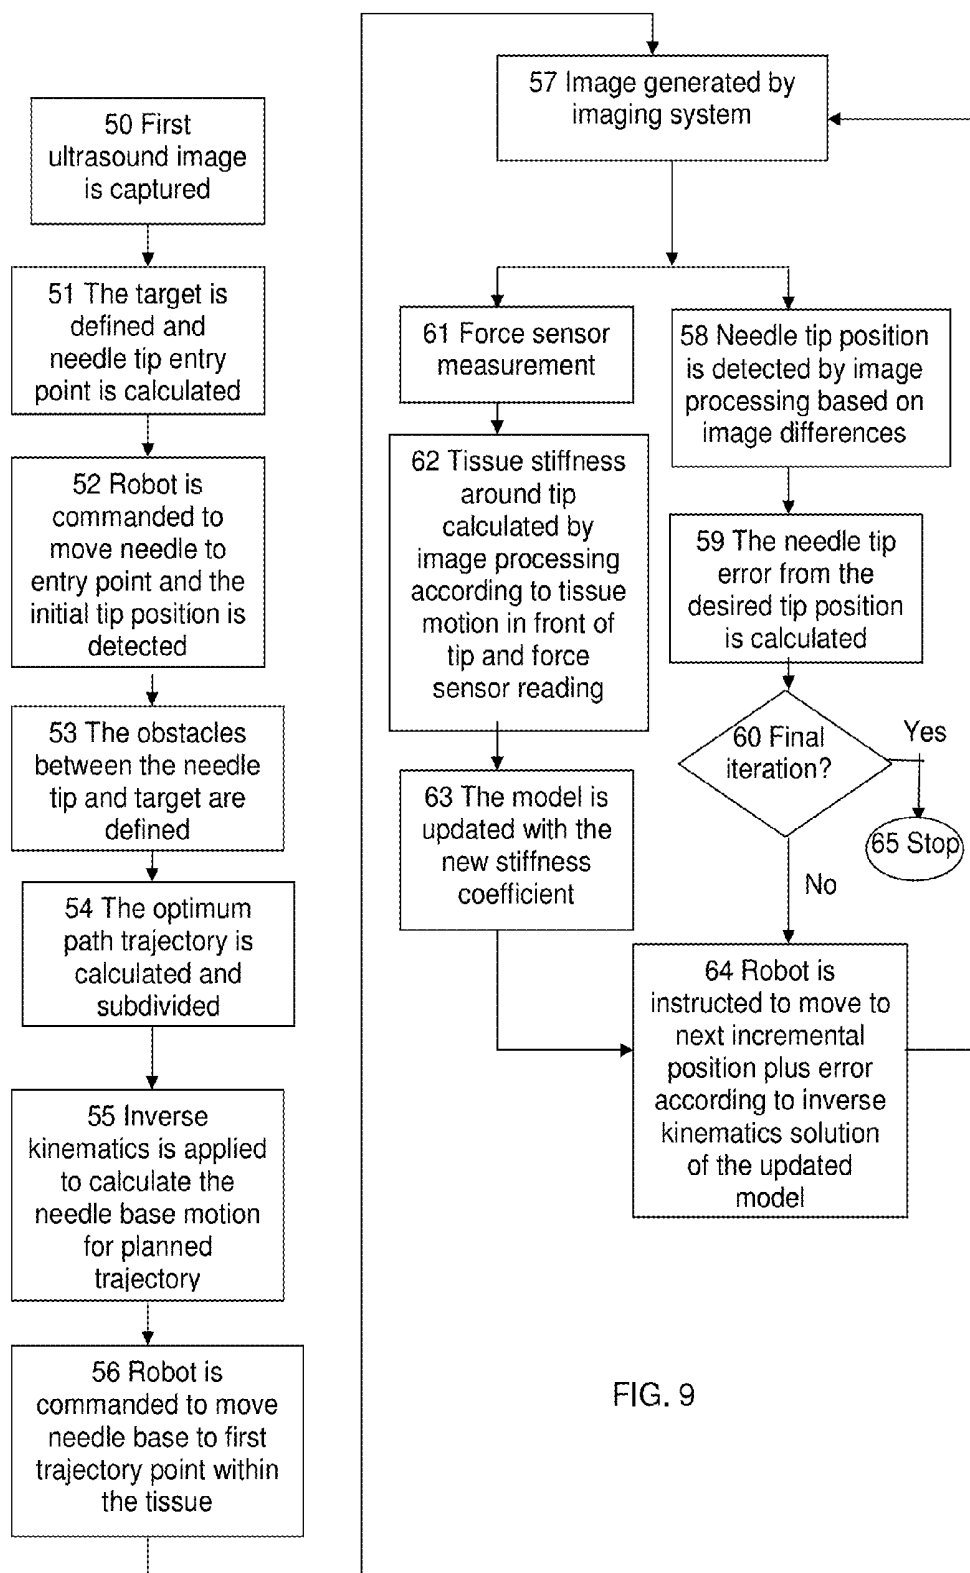 50 First
ultrasound image
is captured
51 The target is
defined and
needle tip entry
point is calculated
52 Robot is
commanded to
move needle to
entry point and the
initial tip position is
detected
53 The obstacles
between the needle
tip and target are
defined
54 The optimum
path trajectory is
calculated and
subdivided
55 Inverse
kinematics is applied
to calculate the
needle base motion
for planned
trajectory
56 Robot is
commanded to move
needle base to first
trajectory point within
the tissue
57 Image generated by
imaging system
61 Force sensor
measurement
62 Tissue stiffness
around tip
calculated by
image processing
according to tissue
motion in front of
tip and force
sensor reading
63 The model is
updated with the
new stiffness
coefficient
58 Needle tip position
is detected by image
processing based on
image differences
59 The needle tip
error from the
desired tip position
is calculated
60 Final
iteration?
Yes
65 Stop
No
64 Robot is
instructed to move to
next incremental
position plus error
according to inverse
kinematics solution
of the updated
model
FIG. 9